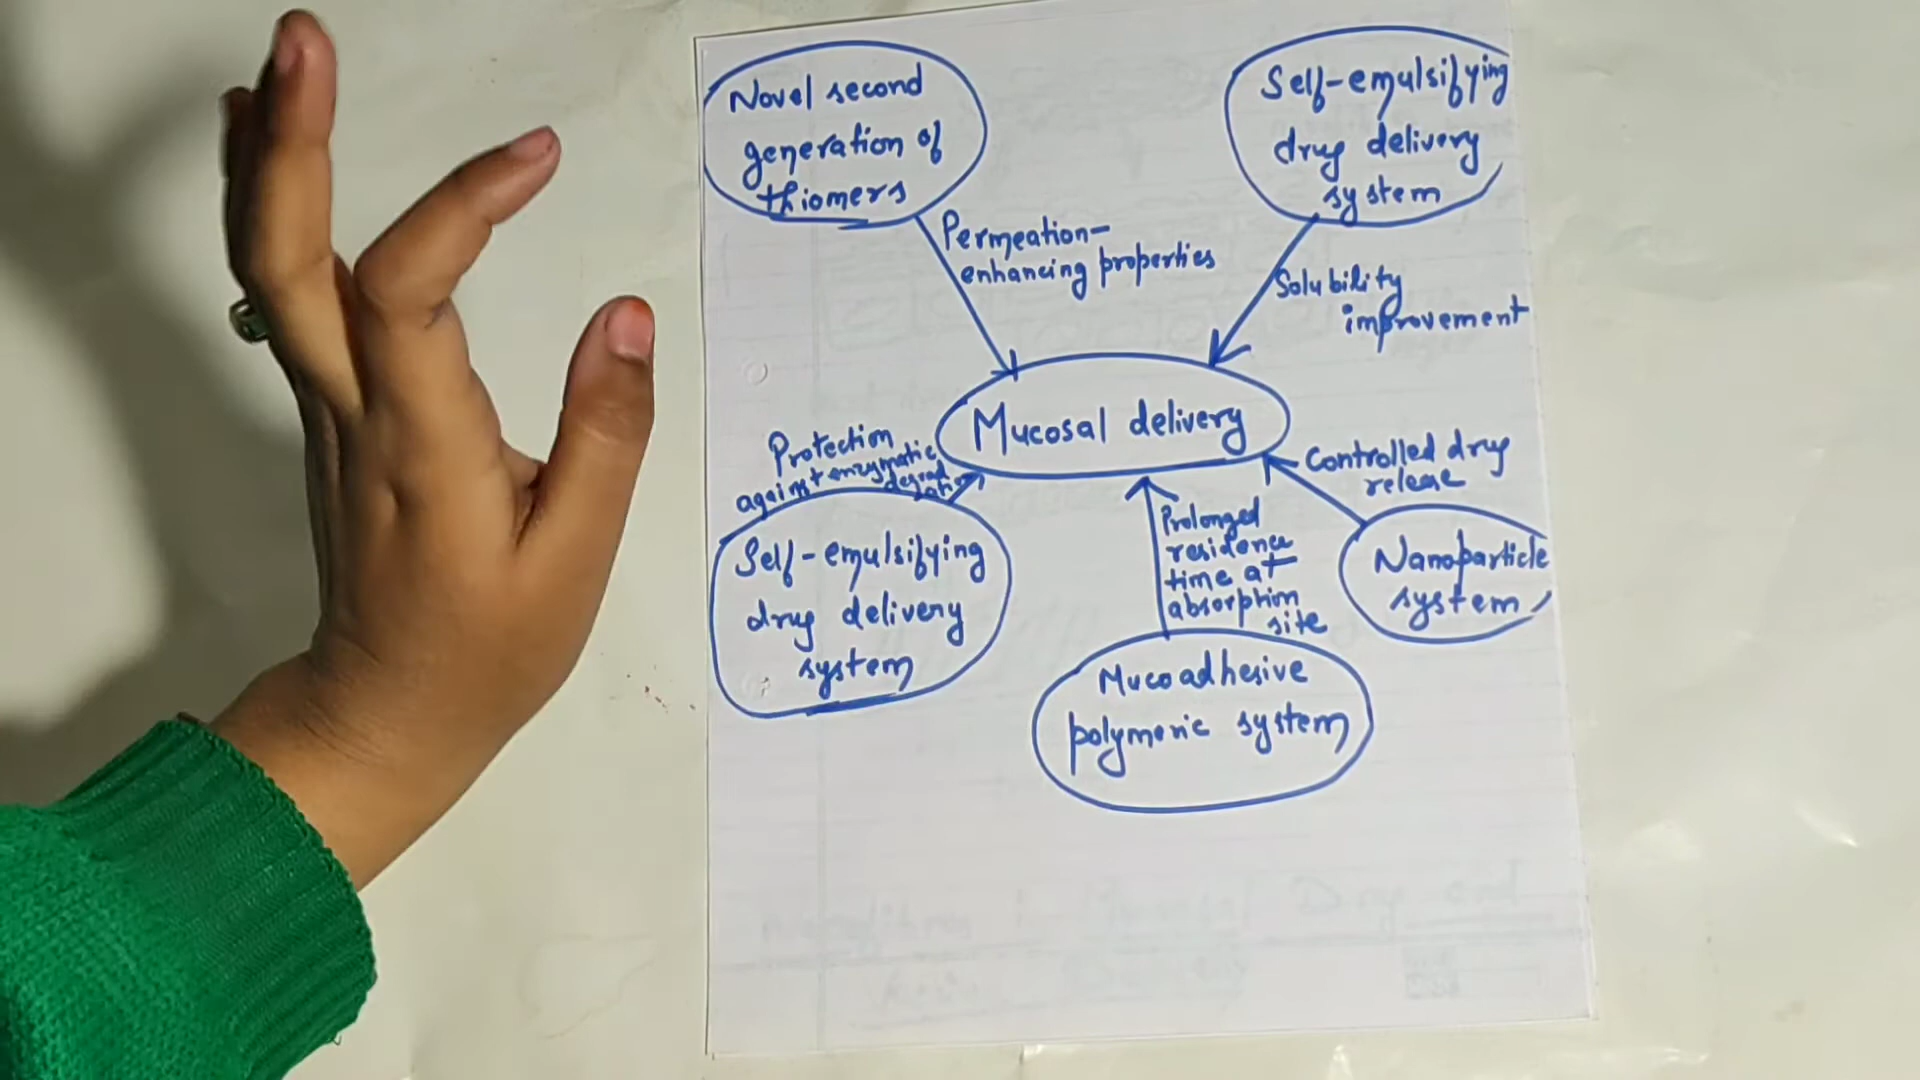 Novel second
generation of
thiomers
Self-emulsifying
drug delivery
system
Permeation-
enhancing properties
Solubility
improvement
Mucosal delivery
Protection
against enzymatic
degrad
ation
Controlled drug
release
Self-emulsifying
drug delivery
system
Prolonged
residence
time at
absorption
site
Nanoparticle
system
Mucoadhesive
polymeric system